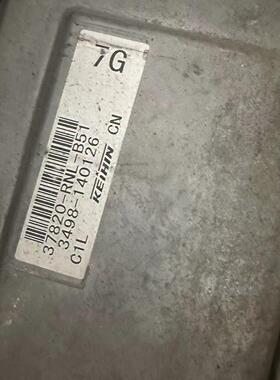 7G
37820-RNL-B51
3498-140126
C1L
KEIHIN CN